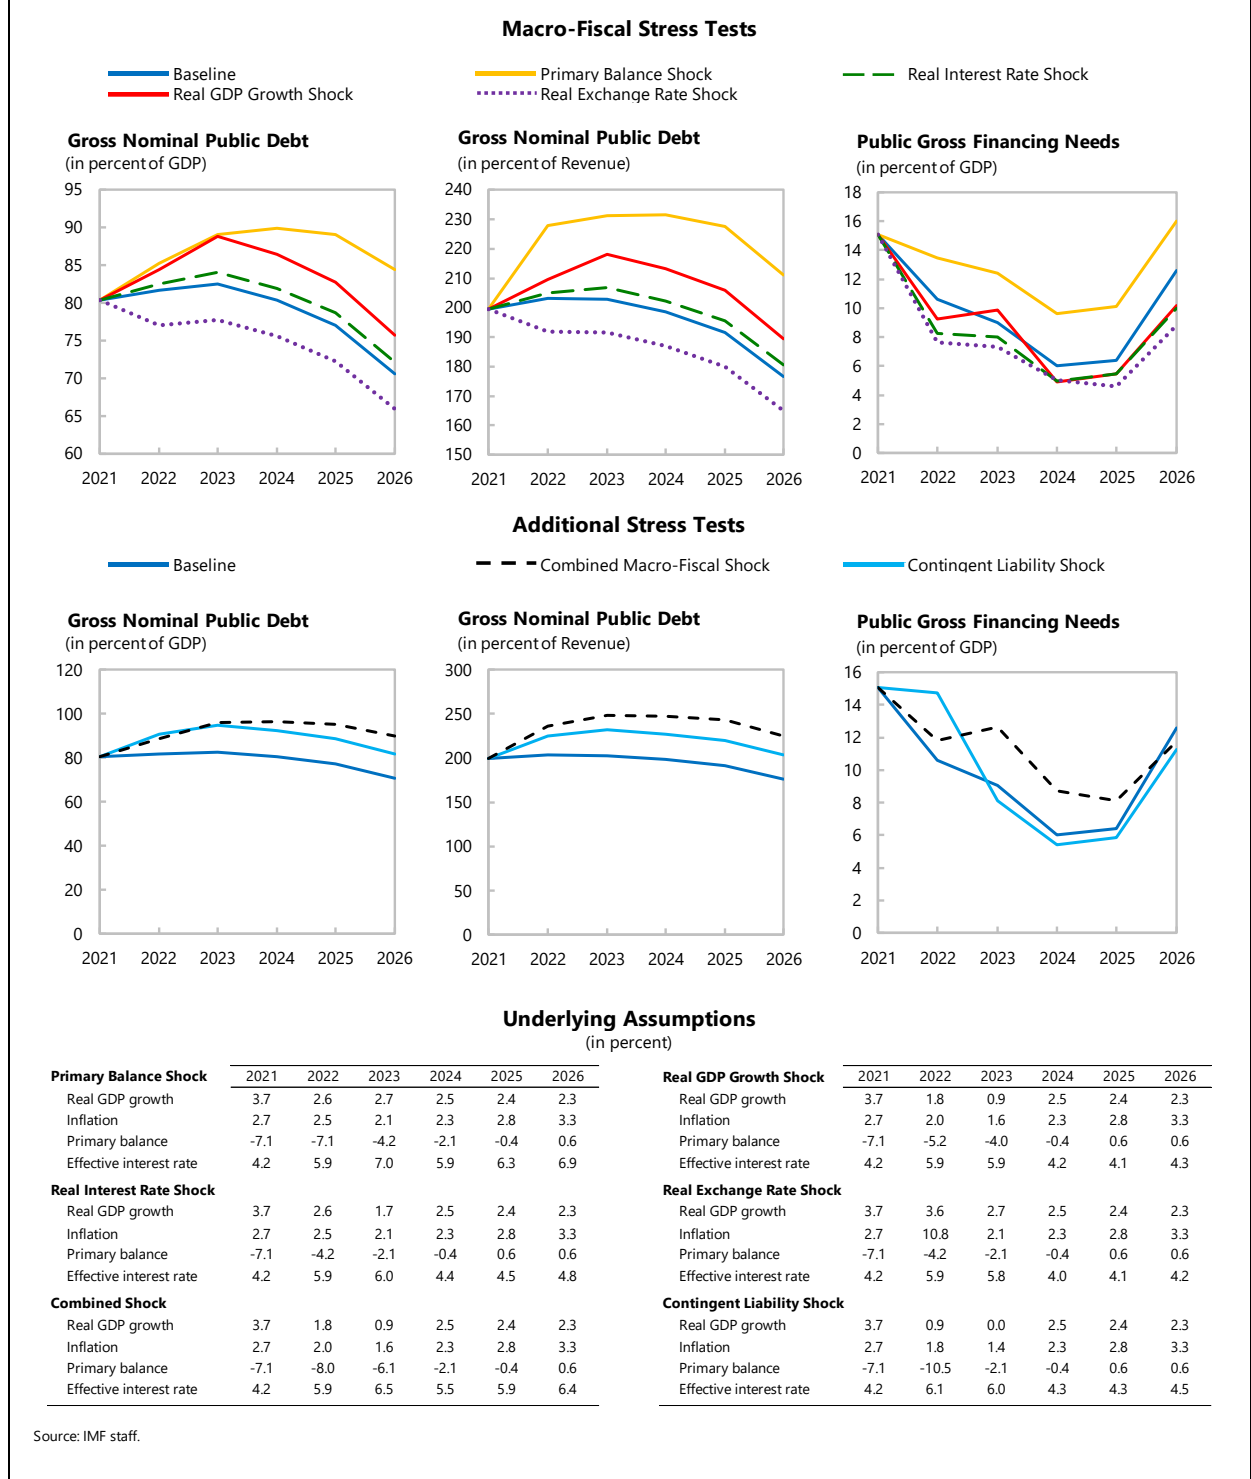 Macro-Fiscal Stress Tests
Baseline
Primary Balance Shock
Real Interest Rate Shock
Real GDP Growth Shock
Real Exchange Rate Shock
Gross Nominal Public Debt
(in percent of GDP)
95
90
85
80
75
70
65
60
2021 2022 2023 2024 2025 2026
Gross Nominal Public Debt
(in percent of Revenue)
240
230
220
210
200
190
180
170
160
150
2021 2022 2023 2024 2025 2026
Public Gross Financing Needs
(in percent of GDP)
18
16
14
12
10
8
6
4
2
0
2021 2022 2023 2024 2025 2026
Additional Stress Tests
Baseline
Combined Macro-Fiscal Shock
Contingent Liability Shock
Gross Nominal Public Debt
(in percent of GDP)
120
100
80
60
40
20
0
2021 2022 2023 2024 2025 2026
Gross Nominal Public Debt
(in percent of Revenue)
300
250
200
150
100
50
0
2021 2022 2023 2024 2025 2026
Public Gross Financing Needs
(in percent of GDP)
16
14
12
10
8
6
4
2
0
2021 2022 2023 2024 2025 2026
Underlying Assumptions
(in percent)
Primary Balance Shock 2021 2022 2023 2024 2025 2026
Real GDP growth 3.7 2.6 2.7 2.5 2.4 2.3
Inflation 2.7 2.5 2.1 2.3 2.8 3.3
Primary balance -7.1 -7.1 -4.2 -2.1 -0.4 0.6
Effective interest rate 4.2 5.9 7.0 5.9 6.3 6.9
Real Interest Rate Shock
Real GDP growth 3.7 2.6 1.7 2.5 2.4 2.3
Inflation 2.7 2.5 2.1 2.3 2.8 3.3
Primary balance -7.1 -4.2 -2.1 -0.4 0.6 0.6
Effective interest rate 4.2 5.9 6.0 4.4 4.5 4.8
Combined Shock
Real GDP growth 3.7 1.8 0.9 2.5 2.4 2.3
Inflation 2.7 2.0 1.6 2.3 2.8 3.3
Primary balance -7.1 -8.0 -6.1 -2.1 -0.4 0.6
Effective interest rate 4.2 5.9 6.5 5.5 5.9 6.4
Real GDP Growth Shock 2021 2022 2023 2024 2025 2026
Real GDP growth 3.7 1.8 0.9 2.5 2.4 2.3
Inflation 2.7 2.0 1.6 2.3 2.8 3.3
Primary balance -7.1 -5.2 -4.0 -0.4 0.6 0.6
Effective interest rate 4.2 5.9 5.9 4.2 4.1 4.3
Real Exchange Rate Shock
Real GDP growth 3.7 3.6 2.7 2.5 2.4 2.3
Inflation 2.7 10.8 2.1 2.3 2.8 3.3
Primary balance -7.1 -4.2 -2.1 -0.4 0.6 0.6
Effective interest rate 4.2 5.9 5.8 4.0 4.1 4.2
Contingent Liability Shock
Real GDP growth 3.7 0.9 0.0 2.5 2.4 2.3
Inflation 2.7 1.8 1.4 2.3 2.8 3.3
Primary balance -7.1 -10.5 -2.1 -0.4 0.6 0.6
Effective interest rate 4.2 6.1 6.0 4.3 4.3 4.5
Source: IMF staff.